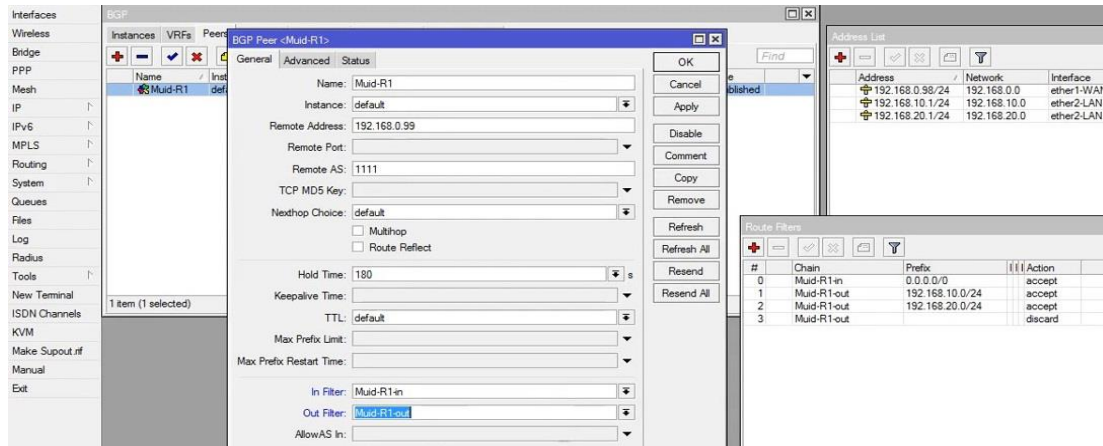 Interfaces
Wireless
Bridge
PPP
Mesh
IP
IPv6
MPLS
Routing
System
Queues
Files
Log
Radius
Tools
New Terminal
ISDN Channels
KVM
Make Supout.rif
Manual
Exit
BGP
Instances VRFs Peers
Find
Name
Muid-R1
1 item (1 selected)
BGP Peer <Muid-R1>
General Advanced Status
Name: Muid-R1
Instance: default
Remote Address: 192.168.0.99
Remote Port:
Remote AS: 1111
TCP MD5 Key:
Nexthop Choice: default
Multihop
Route Reflect
Hold Time: 180 s
Keepalive Time:
TTL: default
Max Prefix Limit:
Max Prefix Restart Time:
In Filter: Muid-R1-in
Out Filter: Muid-R1-out
AllowAS In:
OK
Cancel
Apply
Disable
Comment
Copy
Remove
Refresh
Refresh All
Resend
Resend All
Address List
Address Network Interface
192.168.0.98/24 192.168.0.0 ether1-WAN
192.168.10.1/24 192.168.10.0 ether2-LAN
192.168.20.1/24 192.168.20.0 ether2-LAN
Route Filters
# Chain Prefix Action
0 Muid-R1-in 0.0.0.0/0 accept
1 Muid-R1-out 192.168.10.0/24 accept
2 Muid-R1-out 192.168.20.0/24 accept
3 Muid-R1-out discard